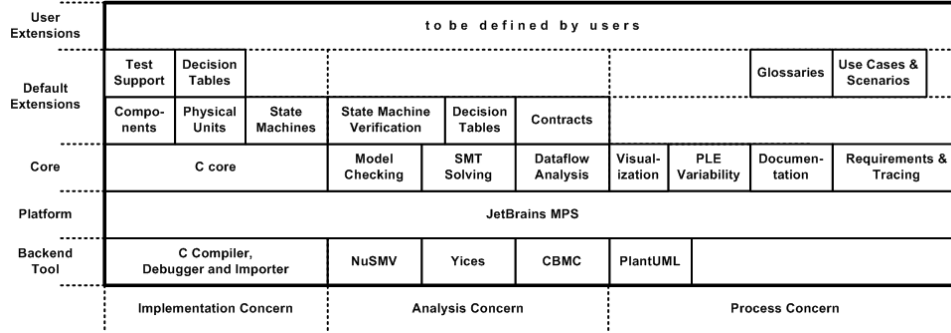 User
Extensions
to be defined by users
Default
Extensions
Test
Support
Decision
Tables
Glossaries
Use Cases &
Scenarios
Compo-
nents
Physical
Units
State
Machines
State Machine
Verification
Decision
Tables
Contracts
Core
C core
Model
Checking
SMT
Solving
Dataflow
Analysis
Visual-
ization
PLE
Variability
Documen-
tation
Requirements &
Tracing
Platform
JetBrains MPS
Backend
Tool
C Compiler,
Debugger and Importer
NuSMV
Yices
CBMC
PlantUML
Implementation Concern
Analysis Concern
Process Concern